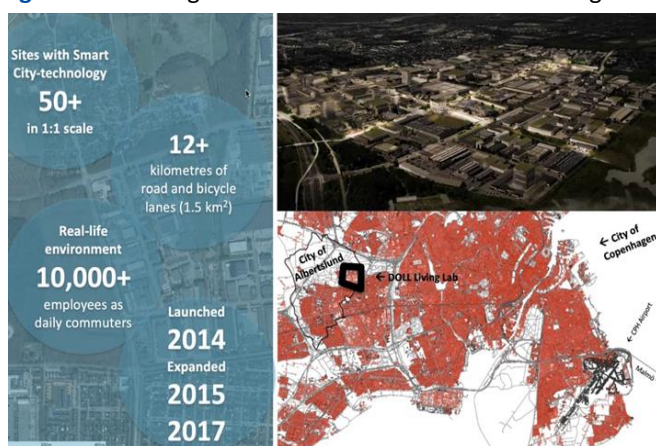 Sites with Smart
City-technology
50+
in 1:1 scale
12+
kilometres of
road and bicycle
lanes (1.5 km²)
Real-life
environment
10,000+
employees as
daily commuters
Launched
2014
Expanded
2015
2017
City of
Albertslund
← DOLL Living Lab
← City of
Copenhagen
← CPH Airport
Malmö